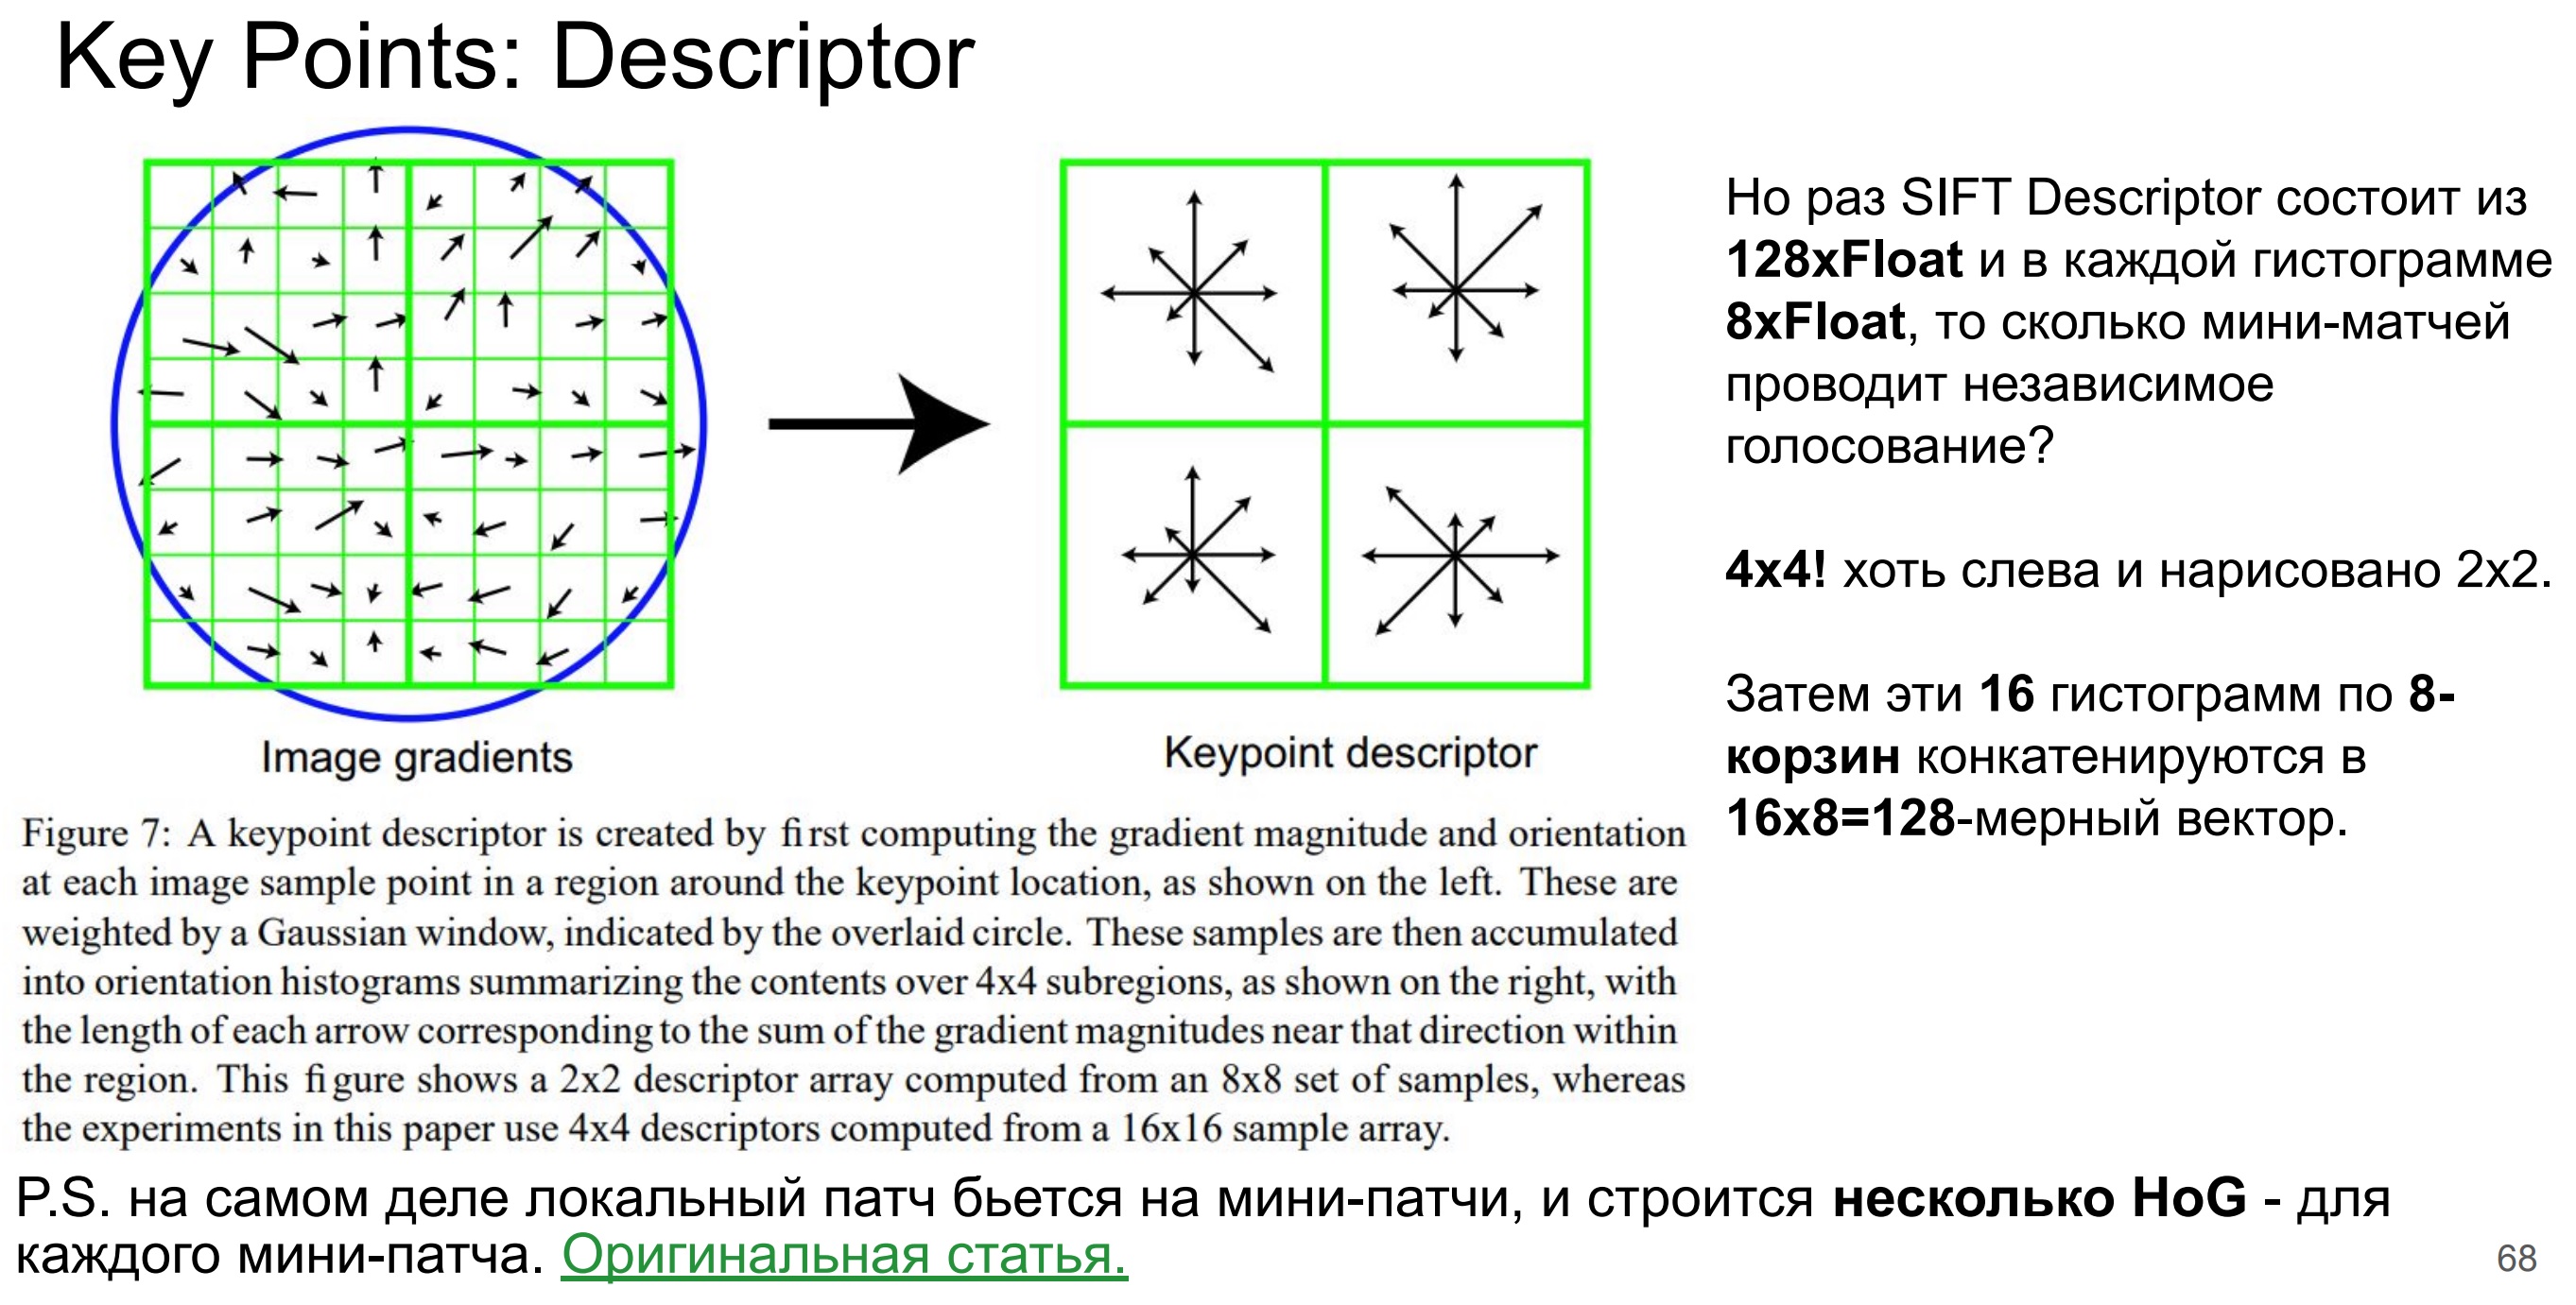 Key Points: Descriptor
Image gradients
Keypoint descriptor
Figure 7: A keypoint descriptor is created by first computing the gradient magnitude and orientation
at each image sample point in a region around the keypoint location, as shown on the left. These are
weighted by a Gaussian window, indicated by the overlaid circle. These samples are then accumulated
into orientation histograms summarizing the contents over 4x4 subregions, as shown on the right, with
the length of each arrow corresponding to the sum of the gradient magnitudes near that direction within
the region. This figure shows a 2x2 descriptor array computed from an 8x8 set of samples, whereas
the experiments in this paper use 4x4 descriptors computed from a 16x16 sample array.
Но раз SIFT Descriptor состоит из
128xFloat и в каждой гистограмме
8xFloat, то сколько мини-матчей
проводит независимое
голосование?
4x4! хоть слева и нарисовано 2x2.
Затем эти 16 гистограмм по 8-
корзин конкатенируются в
16x8=128-мерный вектор.
P.S. на самом деле локальный патч бьется на мини-патчи, и строится несколько HoG - для
каждого мини-патча. Оригинальная статья.
68